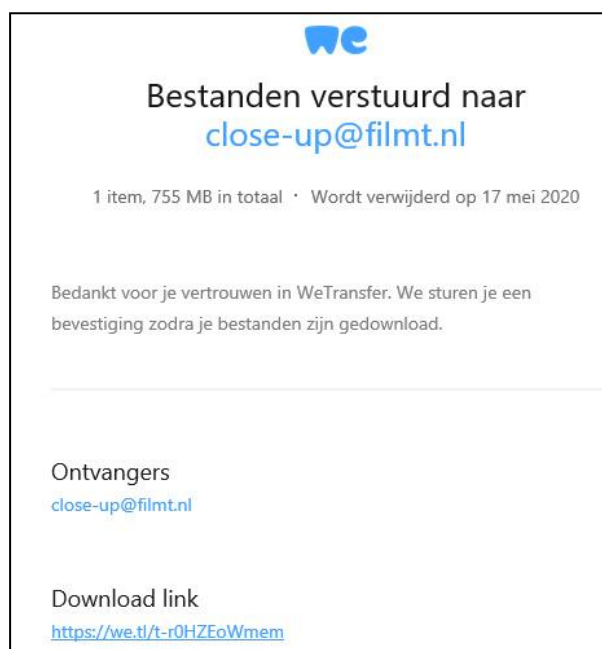 we
Bestanden verstuurd naar
close-up@filmt.nl
1 item, 755 MB in totaal · Wordt verwijderd op 17 mei 2020
Bedankt voor je vertrouwen in WeTransfer. We sturen je een
bevestiging zodra je bestanden zijn gedownload.
Ontvangers
close-up@filmt.nl
Download link
https://we.tl/t-r0HZEoWmem